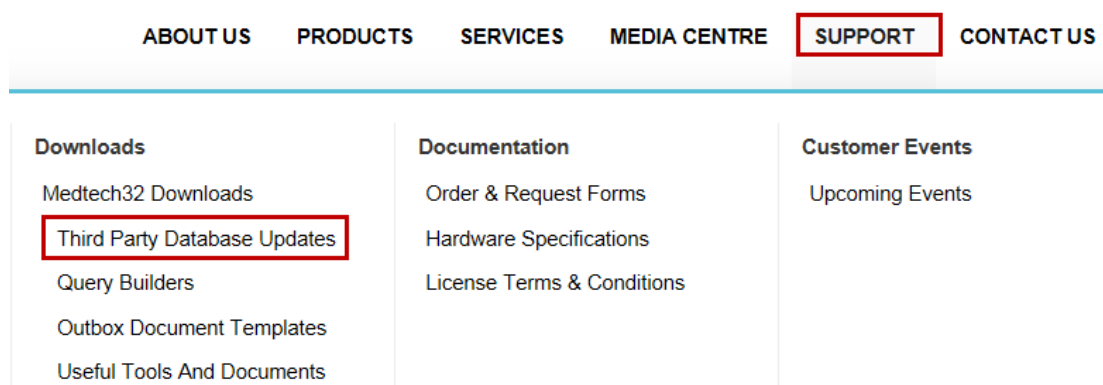 ABOUT US PRODUCTS SERVICES MEDIA CENTRE SUPPORT CONTACT US
Downloads
Medtech32 Downloads
Third Party Database Updates
Query Builders
Outbox Document Templates
Useful Tools And Documents
Documentation
Order & Request Forms
Hardware Specifications
License Terms & Conditions
Customer Events
Upcoming Events